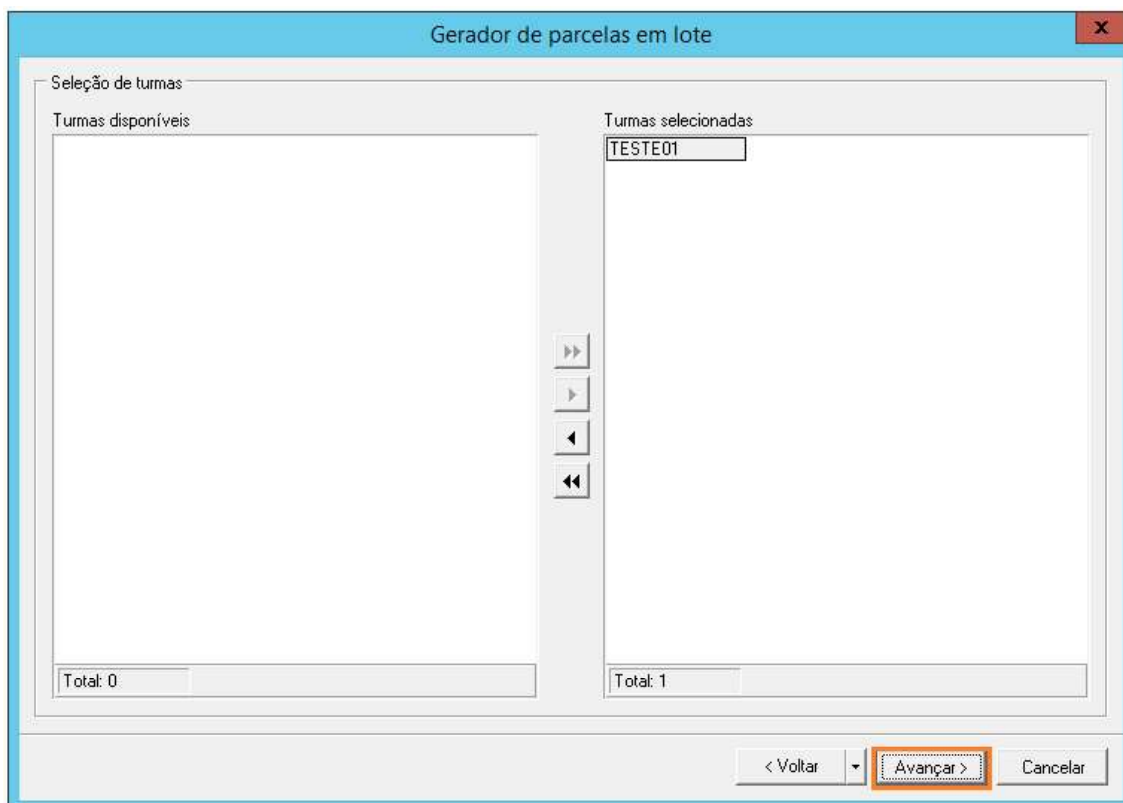 Gerador de parcelas em lote
x
Seleção de turmas
Turmas disponíveis
Turmas selecionadas
TESTE01
Total: 0
Total: 1
< Voltar
Avançar >
Cancelar